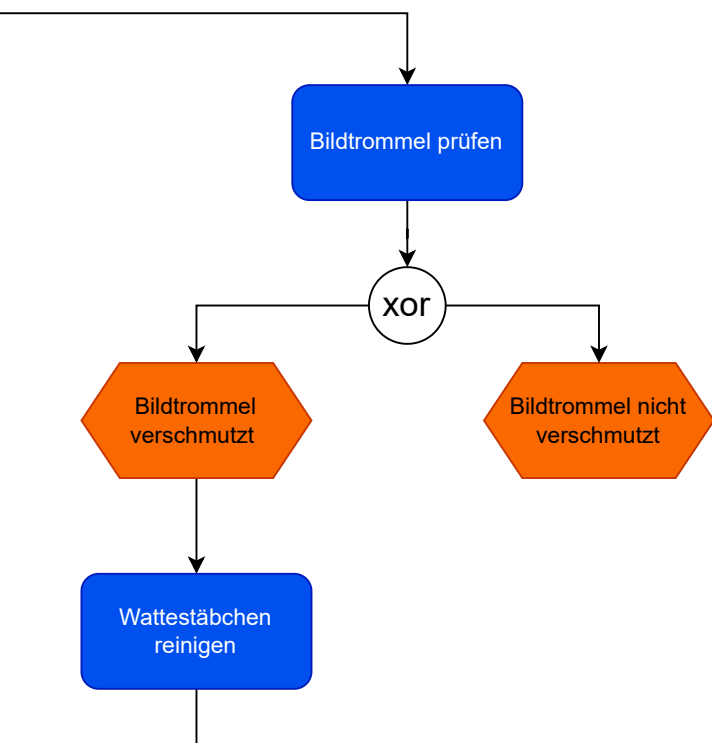 Bildtrommel prüfen
xor
Bildtrommel
verschmutzt
Bildtrommel nicht
verschmutzt
Wattestäbchen
reinigen